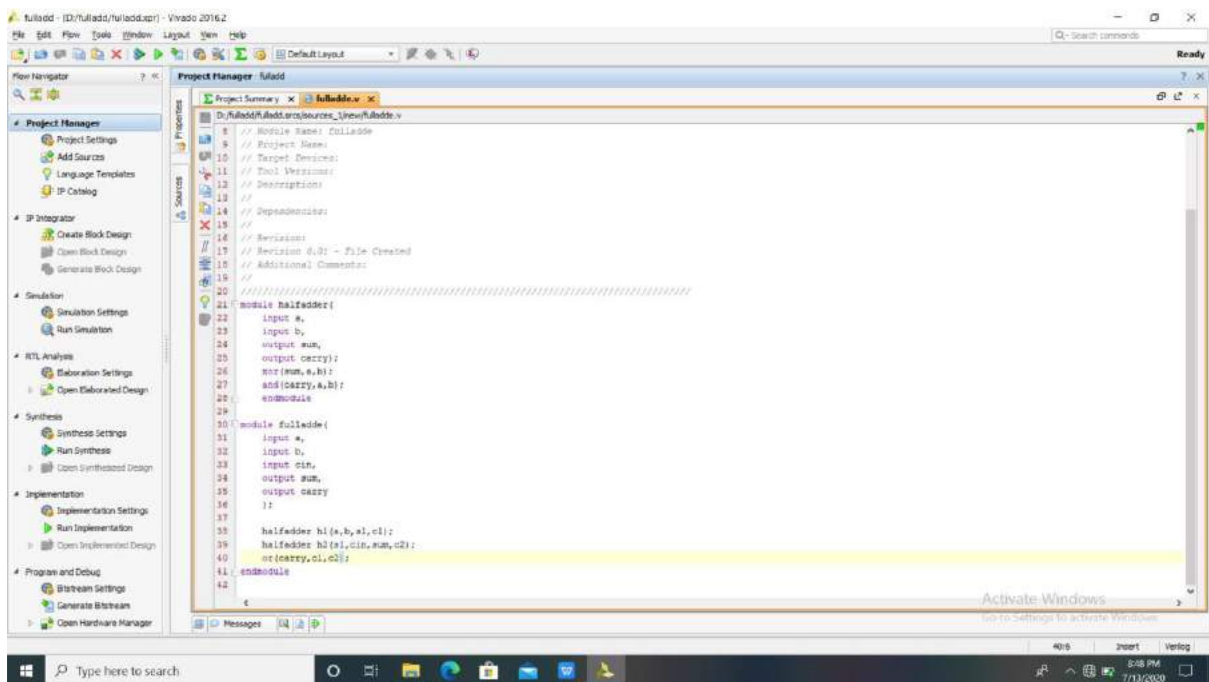 fulladd - [D:/fulladd/fulladd.xpr] - Vivado 2016.2
File Edit Flow Tools Window Layout View Help
Q- Search commands
Default Layout
Ready
Flow Navigator
Project Manager - fulladd
Project Summary
fulladde.v
D:/fulladd/fulladd.srcs/sources_1/new/fulladde.v
Properties
Sources
Project Manager
Project Settings
Add Sources
Language Templates
IP Catalog
IP Integrator
Create Block Design
Open Block Design
Generate Block Design
Simulation
Simulation Settings
Run Simulation
RTL Analysis
Elaboration Settings
Open Elaborated Design
Synthesis
Synthesis Settings
Run Synthesis
Open Synthesized Design
Implementation
Implementation Settings
Run Implementation
Open Implemented Design
Program and Debug
Bitstream Settings
Generate Bitstream
Open Hardware Manager
8 // Module Name: fulladde
9 // Project Name:
10 // Target Devices:
11 // Tool Versions:
12 // Description:
13 //
14 // Dependencies:
15 //
16 // Revision:
17 // Revision 0.01 - File Created
18 // Additional Comments:
19 //
20 //////////////////////////////////////////////////////////////////////////////////
21 module halfadder(
22 input a,
23 input b,
24 output sum,
25 output carry);
26 xor(sum,a,b);
27 and(carry,a,b);
28 endmodule
29
30 module fulladde(
31 input a,
32 input b,
33 input cin,
34 output sum,
35 output carry
36 );
37
38 halfadder h1(a,b,s1,c1);
39 halfadder h2(s1,cin,sum,c2);
40 or(carry,c1,c2);
41 endmodule
42
Messages
Activate Windows
Go to Settings to activate Windows.
40:6 Insert Verilog
Type here to search
8:48 PM
7/13/2020